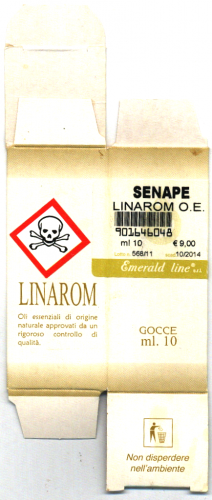 SENAPE
LINAROM O.E.
901646048
ml 10 € 9,00
568/11 10/2014
Emerald line
LINAROM
Oli essenziali di origine
naturale approvati da un
rigoroso controllo di
qualità.
GOCCE
ml. 10
Non disperdere
nell'ambiente